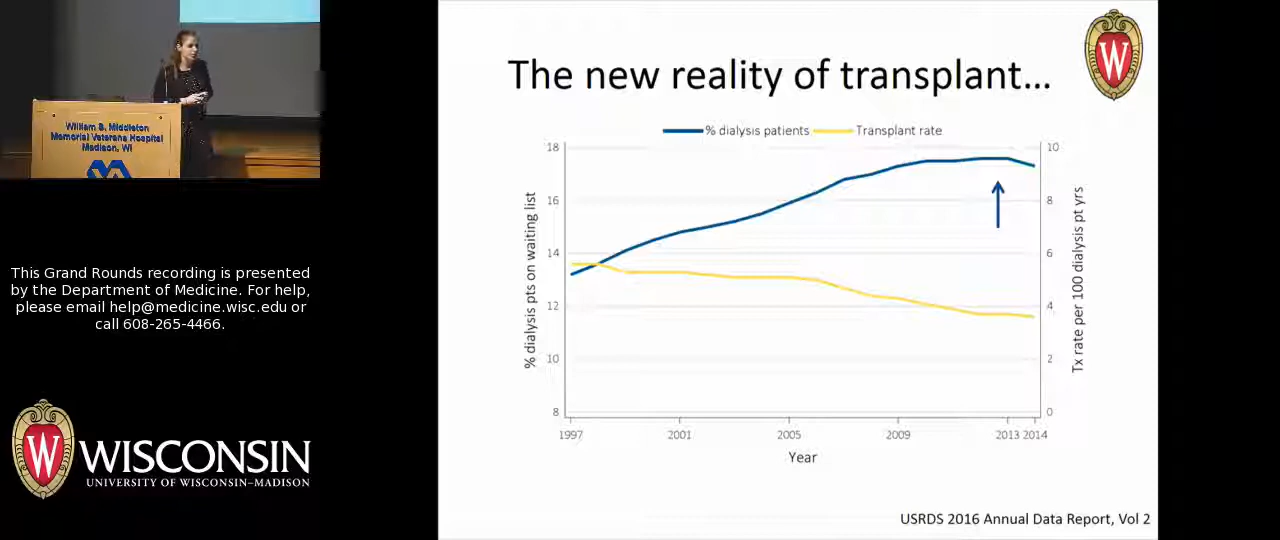 William S. Middleton
Memorial Veterans Hospital
Madison, WI
This Grand Rounds recording is presented
by the Department of Medicine. For help,
please email help@medicine.wisc.edu or
call 608-265-4466.
W WISCONSIN
UNIVERSITY OF WISCONSIN–MADISON
The new reality of transplant...
W
% dialysis patients Transplant rate
% dialysis pts on waiting list
18
16
14
12
10
8
10
8
6
4
2
0
Tx rate per 100 dialysis pt yrs
1997 2001 2005 2009 2013 2014
Year
USRDS 2016 Annual Data Report, Vol 2